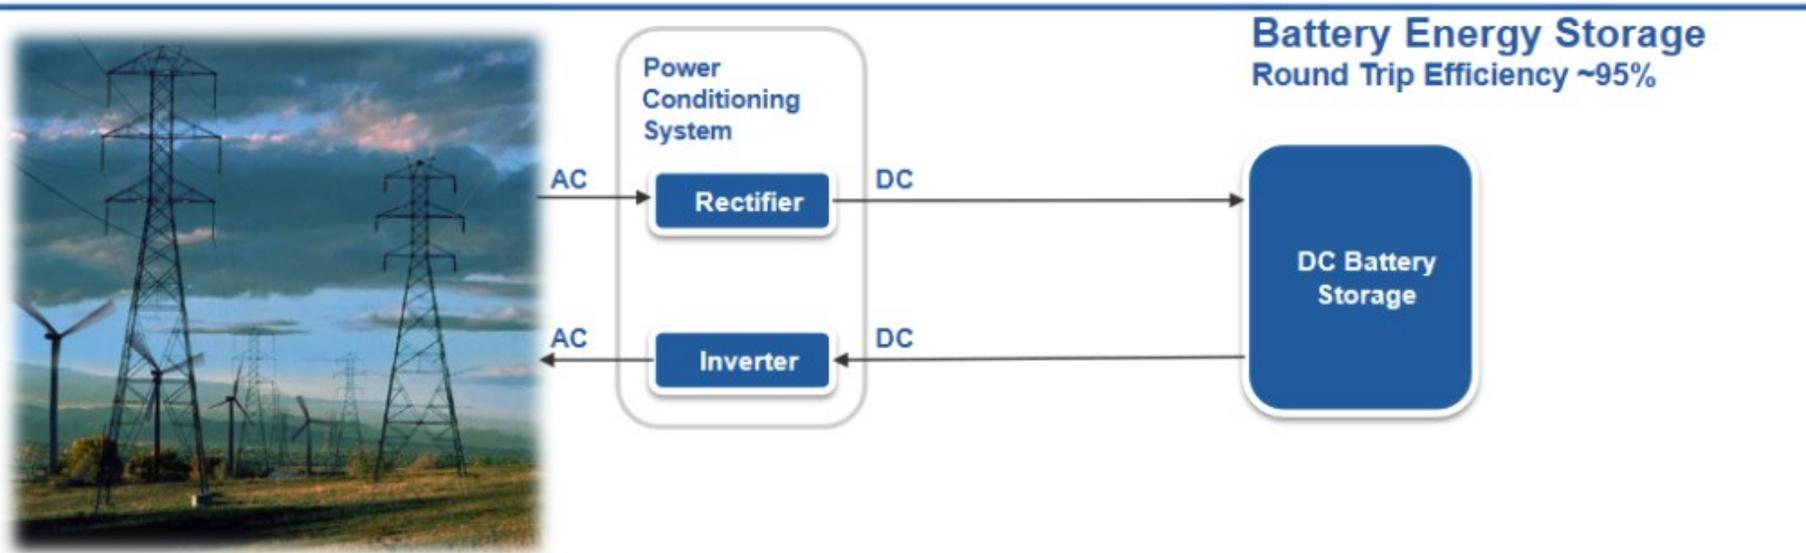 Battery Energy Storage
Round Trip Efficiency ~95%
Power
Conditioning
System
AC
Rectifier
DC
DC Battery
Storage
AC
Inverter
DC